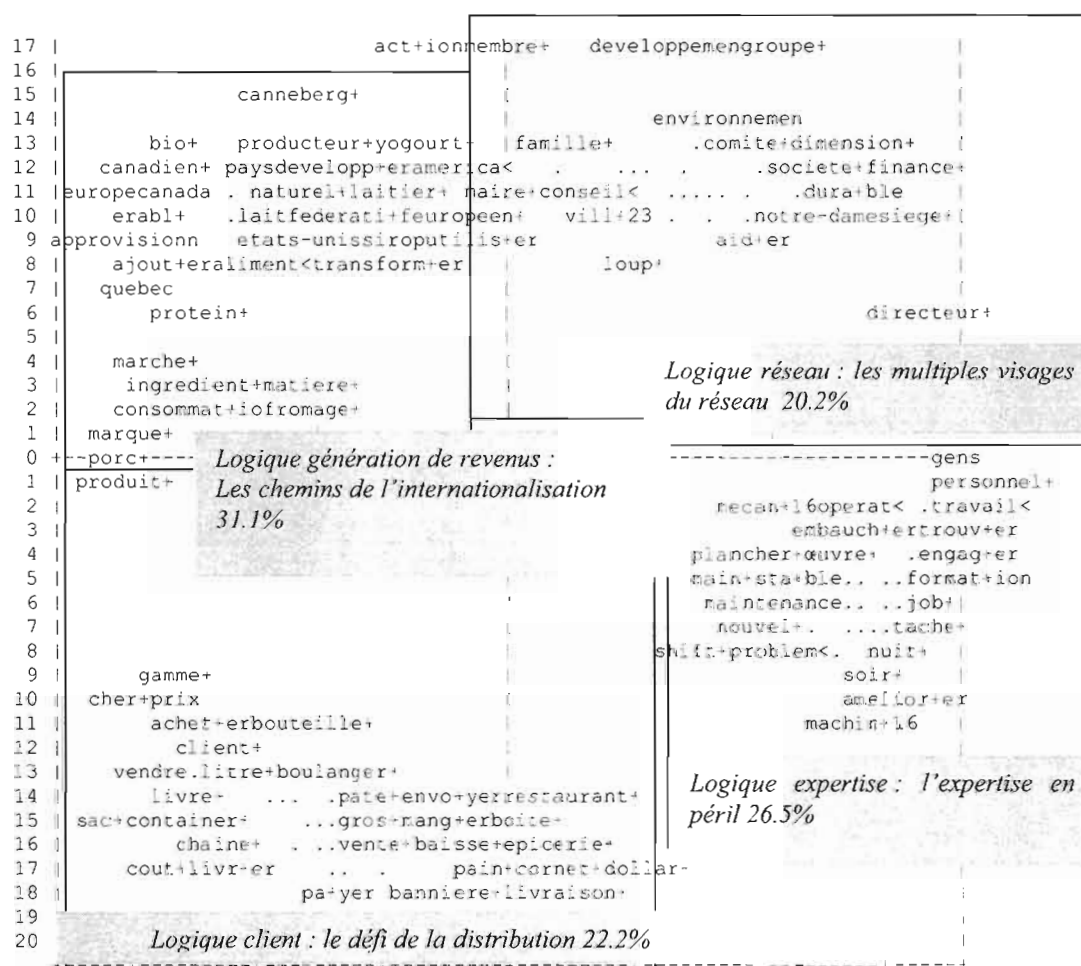 17 | act+ionmembre+ developpemengroupe+ |
16 |
15 | canneberg+ |
14 | environnemen
13 | bio+ producteur+yogourt+ famille+ .comite+dimension+
12 | canadien+ paysdevelopp+eramerica< . ... . .societe+finance+
11 |europecanada . naturel+laitier+ maire+conseil< ...... .dura+ble
10 | erabl+ .laitfederati+feuropeen+ vill+23 . . .notre-damesiege+
9 approvisionn etats-unissiroputilis+er aid+er
8 | ajout+eraliment<transform+er loup+
7 | quebec
6 | protein+ directeur+
5 |
4 | marche+
Logique réseau : les multiples visages
3 | ingredient+matiere+
du réseau 20.2%
2 | consommat+iofromage+
1 | marque+
0 +--porc+----- -------------------gens
Logique génération de revenus :
1 | produit+ personnel+
Les chemins de l'internationalisation
2 | mecan+16operat< .travail<
31.1%
3 | embauch+ertrouv+er
4 | plancher+œuvre+ .engag+er
5 | main+sta+ble.. ..format+ion
6 | maintenance.. ..job+
7 | nouvel+. ....tache+
8 | shift+problem<. nuit+
9 | gamme+ soir+
10 | cher+prix amelior+er
11 | achet+erbouteille+ machin+16
12 | client+
13 | vendre.litre+boulanger+
Logique expertise : l'expertise en
14 | livre+ ... .pate+envo+yerrestaurant+
péril 26.5%
15 | sac+container+ ...gros+mang+erboite+
16 | chaine+ . ..vente+baisse+epicerie+
17 | cout+livr+er .. . pain+cornet+dollar+
18 | pa+yer banniere+livraison+
19
20 Logique client : le défi de la distribution 22.2%